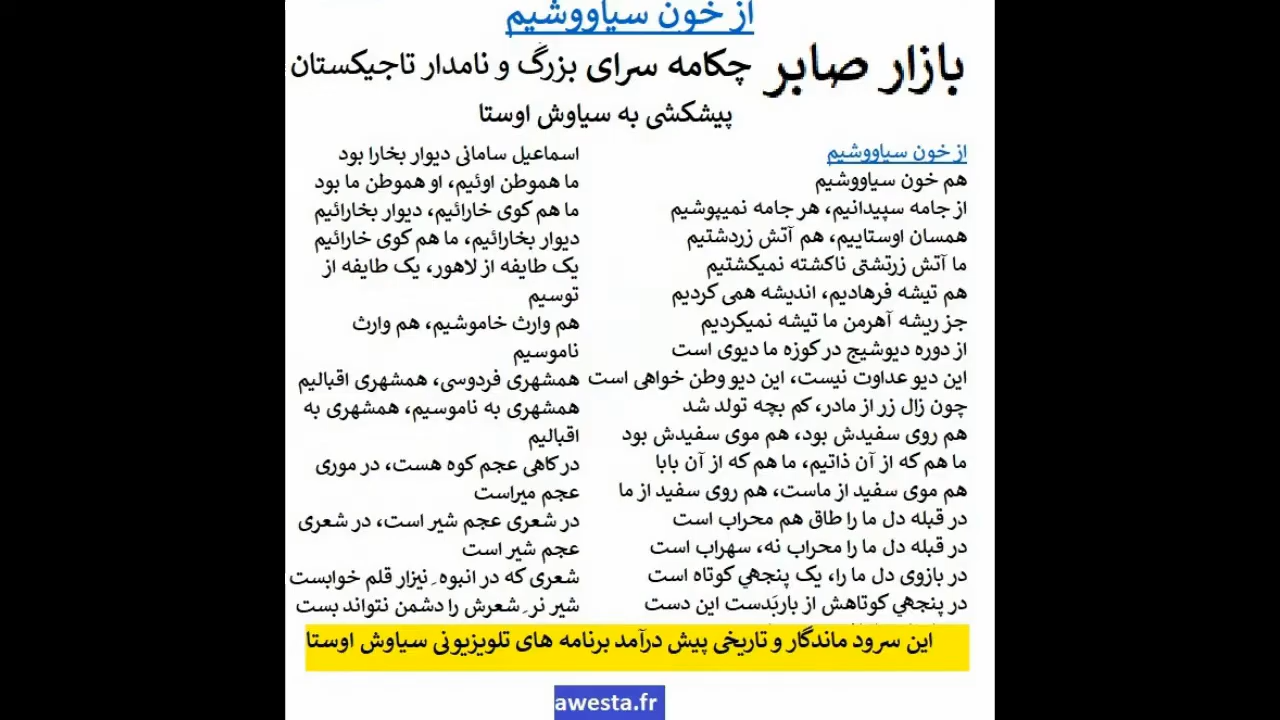 از خون سیاووشیم
بازار صابر چکامه سرای بزرگ و نامدار تاجیکستان
پیشکشی به سیاوش اوستا
از خون سیاووشیم
هم خون سیاووشیم
از جامه سپیدانیم، هر جامه نمیپوشیم
همسان اوستاییم، هم آتش زردشتیم
ما آتش زرتشتی ناکشته نمیکشتیم
هم تیشه فرهادیم، اندیشه همی کردیم
جز ریشه آهرمن ما تیشه نمیکردیم
از دوره دیوشیج در کوزه ما دیوی است
این دیو عداوت نیست، این دیو وطن خواهی است
چون زال زر از مادر، کم بچه تولد شد
هم روی سفیدش بود، هم موی سفیدش بود
ما هم که از آن ذاتیم، ما هم که از آن بابا
هم موی سفید از ماست، هم روی سفید از ما
در قبله دل ما را طاق هم محراب است
در قبله دل ما را محراب نه، سهراب است
در بازوی دل ما را، یک پنجهي کوتاه است
در پنجهي کوتاهش از باربَدست این دست
اسماعیل سامانی دیوار بخارا بود
ما هموطن اوئیم، او هموطن ما بود
ما هم کوی خارائیم، دیوار بخارائیم
دیوار بخارائیم، ما هم کوی خارائیم
یک طایفه از لاهور، یک طایفه از
توسیم
هم وارث خاموشیم، هم وارث
ناموسیم
همشهری فردوسی، همشهری اقبالیم
همشهری به ناموسیم، همشهری به
اقبالیم
در کاهی عجم کوه هست، در موری
عجم میراست
در شعری عجم شیر است، در شعری
عجم شیر است
شعری که در انبوهِ نیزار قلم خوابست
شیر نرِ شعرش را دشمن نتواند بست
این سرود ماندگار و تاریخی پیش درآمد برنامه های تلویزیونی سیاوش اوستا
awesta.fr